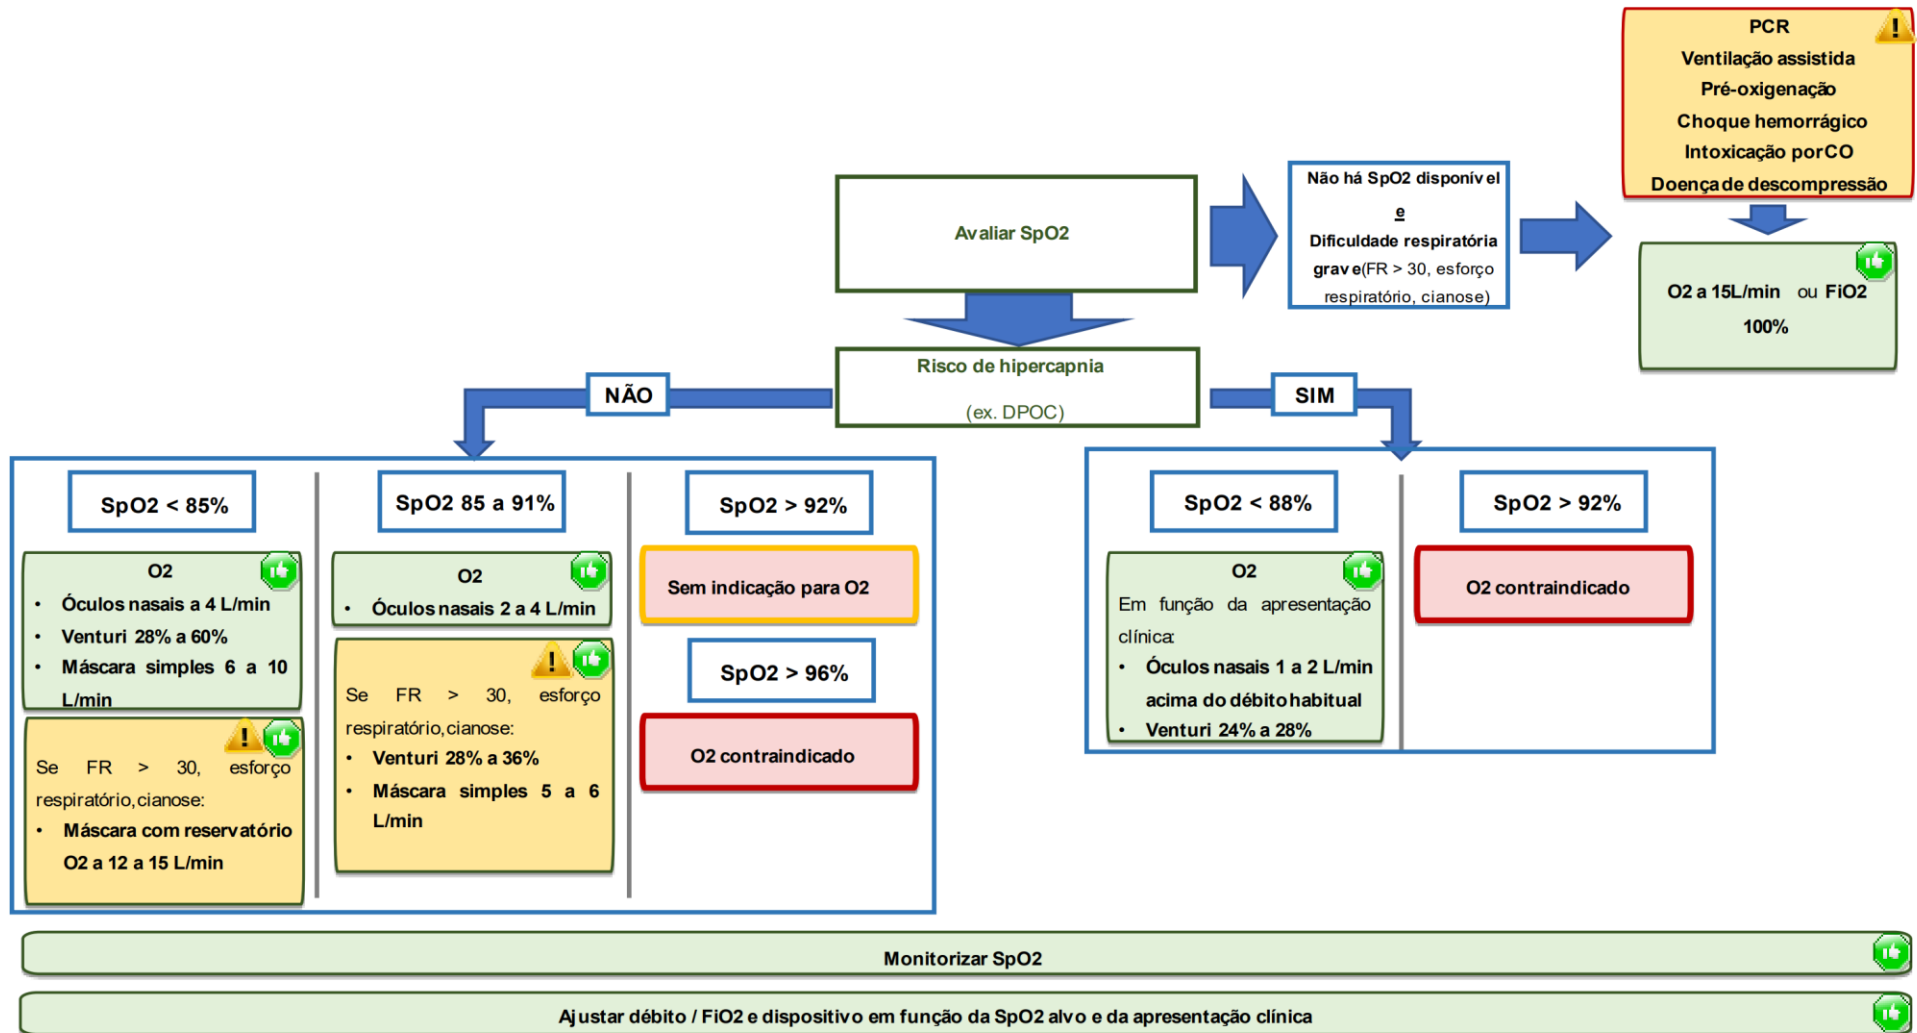 PCR
Ventilação assistida
Pré-oxigenação
Choque hemorrágico
Intoxicação por CO
Doença de descompressão
Não há SpO2 disponível
e
Dificuldade respiratória
grave(FR > 30, esforço
respiratório, cianose)
Avaliar SpO2
O2 a 15L/min ou FiO2
100%
Risco de hipercapnia
(ex. DPOC)
NÃO
SIM
SpO2 < 85%
O2
• Óculos nasais a 4 L/min
• Venturi 28% a 60%
• Máscara simples 6 a 10
L/min
Se FR > 30, esforço
respiratório, cianose:
• Máscara com reservatório
O2 a 12 a 15 L/min
SpO2 85 a 91%
O2
• Óculos nasais 2 a 4 L/min
Se FR > 30, esforço
respiratório, cianose:
• Venturi 28% a 36%
• Máscara simples 5 a 6
L/min
SpO2 > 92%
Sem indicação para O2
SpO2 > 96%
O2 contraindicado
SpO2 < 88%
O2
Em função da apresentação
clínica:
• Óculos nasais 1 a 2 L/min
acima do débito habitual
• Venturi 24% a 28%
SpO2 > 92%
O2 contraindicado
Monitorizar SpO2
Ajustar débito / FiO2 e dispositivo em função da SpO2 alvo e da apresentação clínica